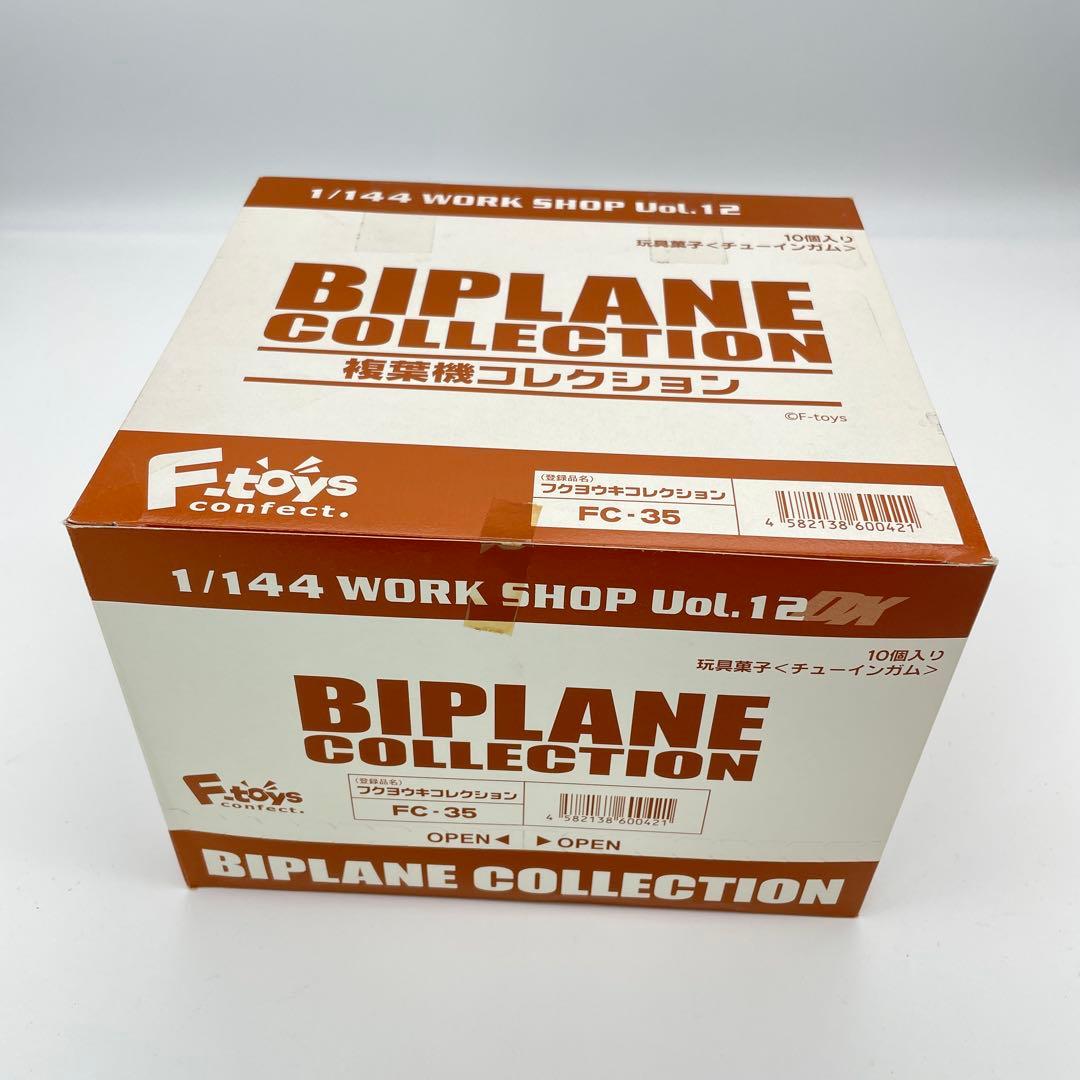 1/144 WORK SHOP Vol.12
10個入り
玩具菓子<チューインガム>
BIPLANE
COLLECTION
複葉機コレクション
©F-toys
F-toys
confect.
(登録品名)
フクヨウキコレクション
FC-35
4 582138 600421
1/144 WORK SHOP Vol.12 DX
10個入り
玩具菓子<チューインガム>
BIPLANE
COLLECTION
F-toys
confect.
(登録品名)
フクヨウキコレクション
FC-35
4 582138 600421
OPEN◀ ▶OPEN
BIPLANE COLLECTION